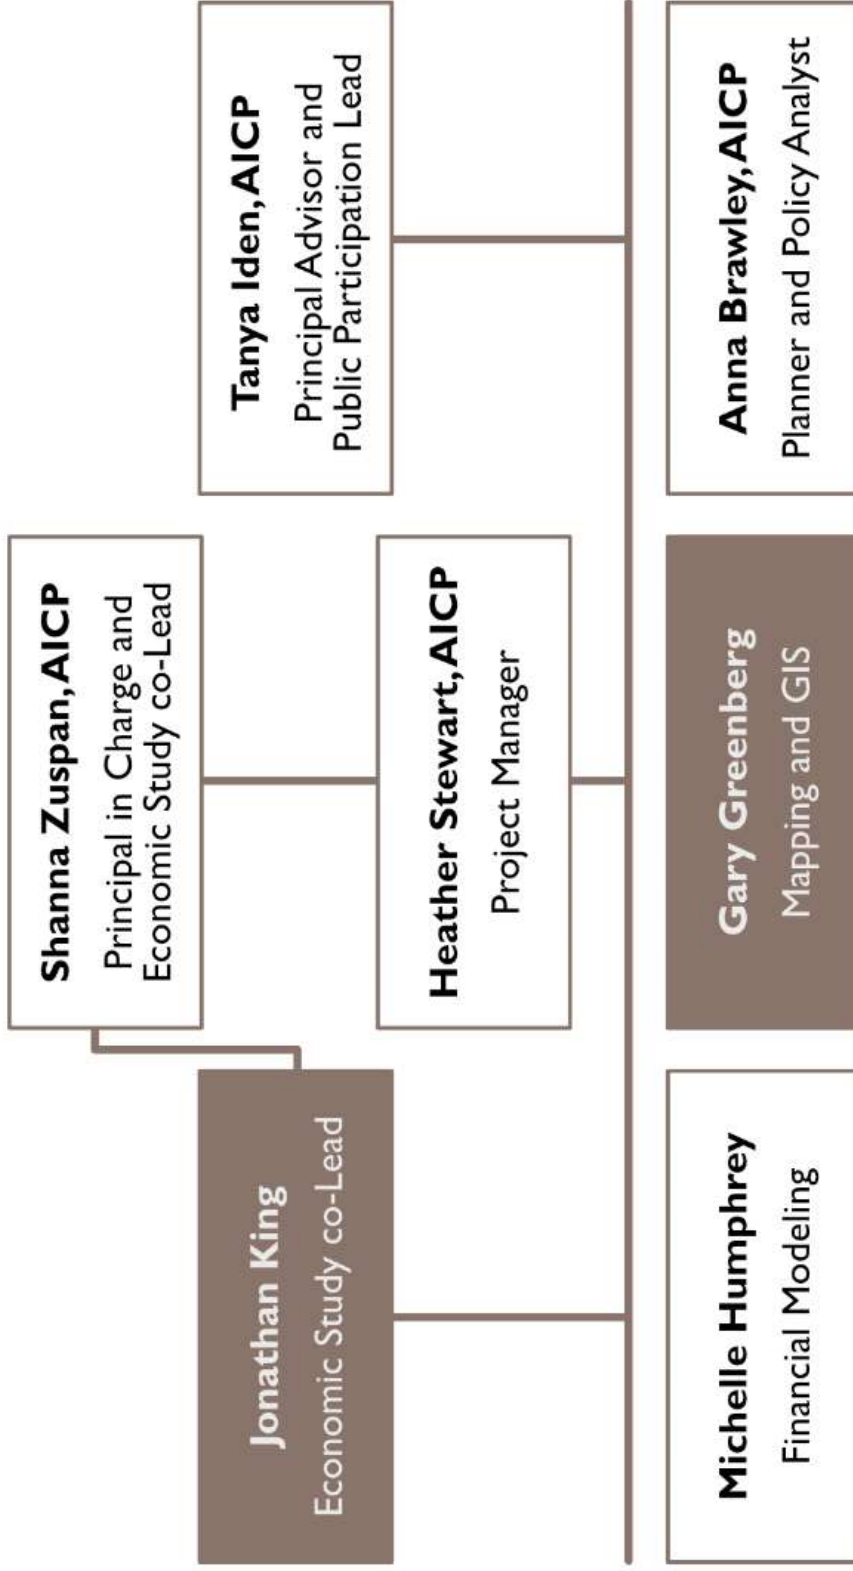 Shanna Zuspan, AICP
Principal in Charge and
Economic Study co-Lead
Jonathan King
Economic Study co-Lead
Tanya Iden, AICP
Principal Advisor and
Public Participation Lead
Heather Stewart, AICP
Project Manager
Michelle Humphrey
Financial Modeling
Gary Greenberg
Mapping and GIS
Anna Brawley, AICP
Planner and Policy Analyst